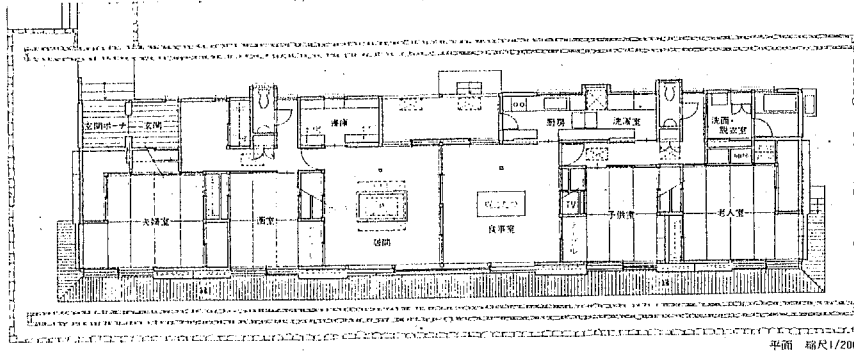 玄関ポーチ
玄関
書庫
厨房
洗濯室
洗面・
脱衣室
夫婦室
西室
居間
食事室
TV
子供室
老人室
平面 縮尺1/200